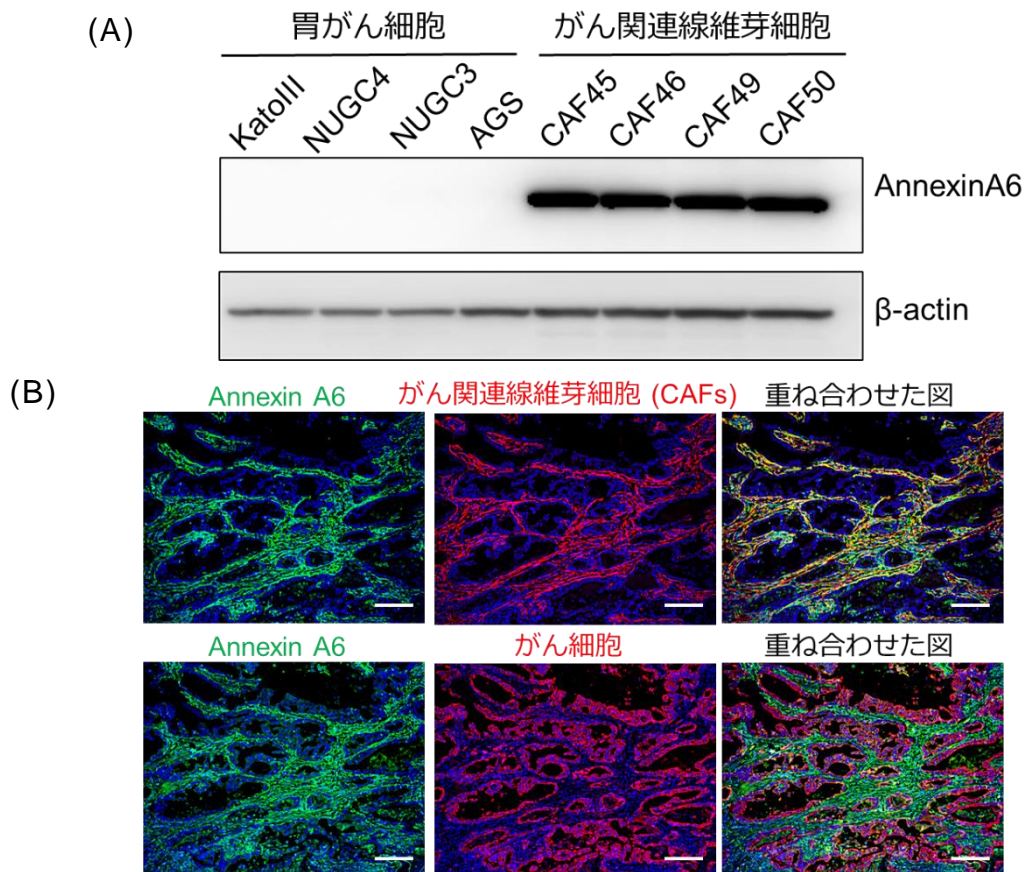 (A)
胃がん細胞 がん関連線維芽細胞
KatoIII NUGC4 NUGC3 AGS CAF45 CAF46 CAF49 CAF50
AnnexinA6
β-actin
(B)
Annexin A6 がん関連線維芽細胞 (CAFs) 重ね合わせた図
Annexin A6 がん細胞 重ね合わせた図